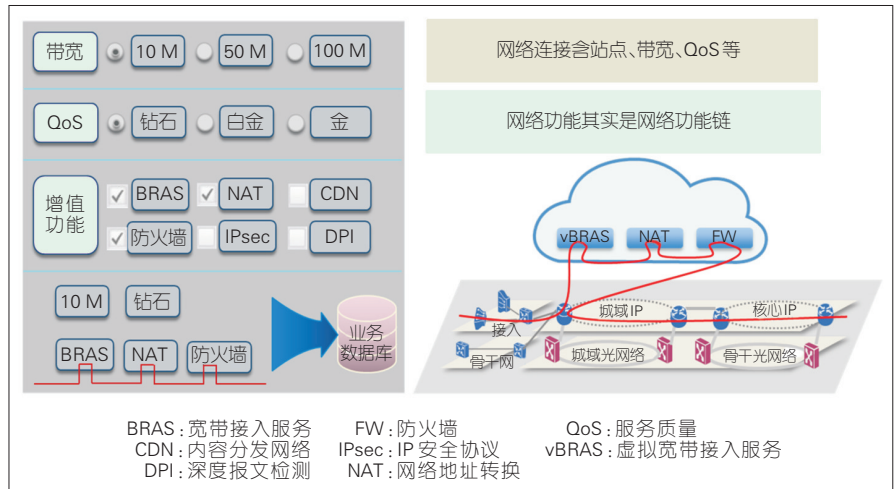 带宽 10 M 50 M 100 M
QoS 钻石 白金 金
增值
功能
BRAS NAT CDN
防火墙 IPsec DPI
10 M 钻石
BRAS NAT 防火墙
业务
数据库
网络连接含站点、带宽、QoS等
网络功能其实是网络功能链
vBRAS NAT FW
接入 城域IP 核心IP
骨干网 城域光网络 骨干光网络
BRAS:宽带接入服务 FW:防火墙 QoS:服务质量
CDN:内容分发网络 IPsec:IP安全协议 vBRAS:虚拟宽带接入服务
DPI:深度报文检测 NAT:网络地址转换